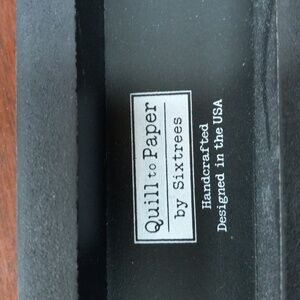 Quill to Paper
by Sixtrees
Handcrafted
Designed in the USA